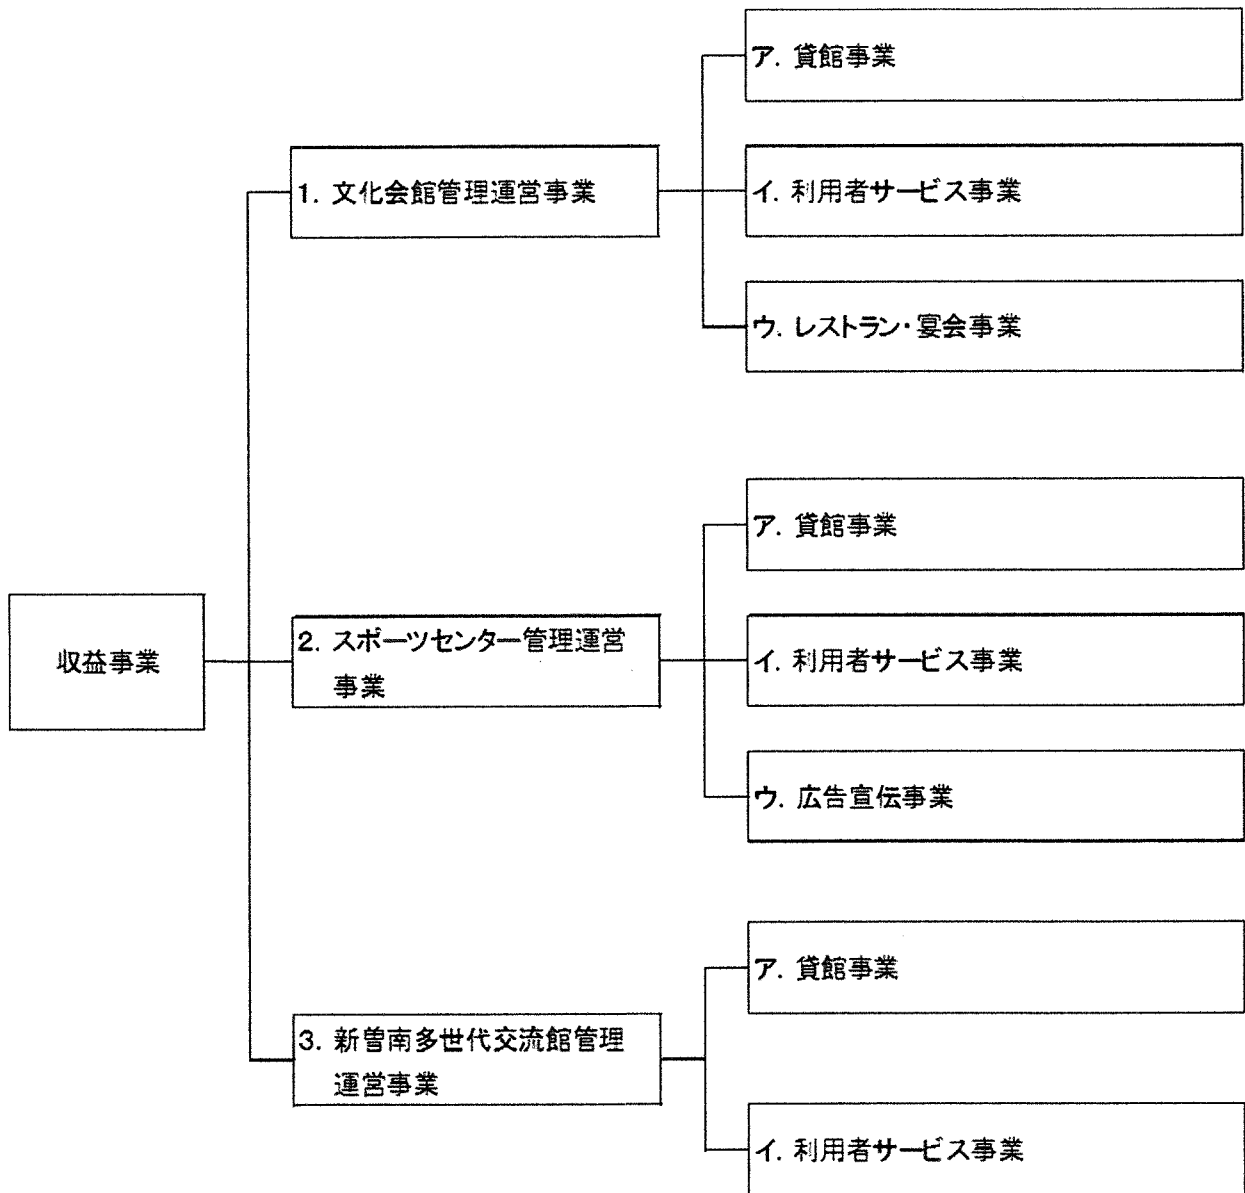 収益事業
1. 文化会館管理運営事業
ア. 貸館事業
イ. 利用者サービス事業
ウ. レストラン・宴会事業
2. スポーツセンター管理運営
事業
ア. 貸館事業
イ. 利用者サービス事業
ウ. 広告宣伝事業
3. 新曽南多世代交流館管理
運営事業
ア. 貸館事業
イ. 利用者サービス事業